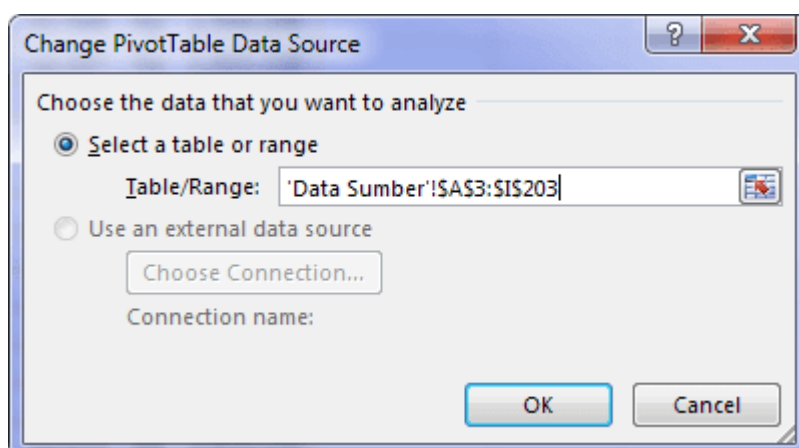 Change PivotTable Data Source
?
X
Choose the data that you want to analyze
Select a table or range
Table/Range: 'Data Sumber'!$A$3:$I$203
Use an external data source
Choose Connection...
Connection name:
OK Cancel